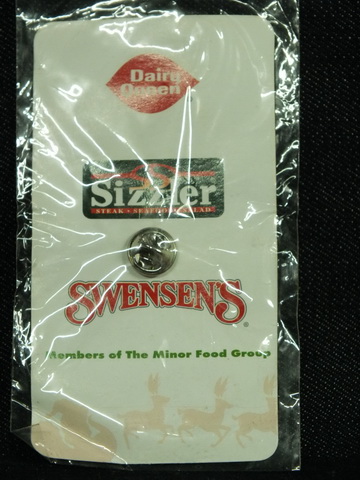 Dairy
Queen
Sizzler
STEAK • SEAFOOD • SALAD
SWENSEN'S®
Members of The Minor Food Group